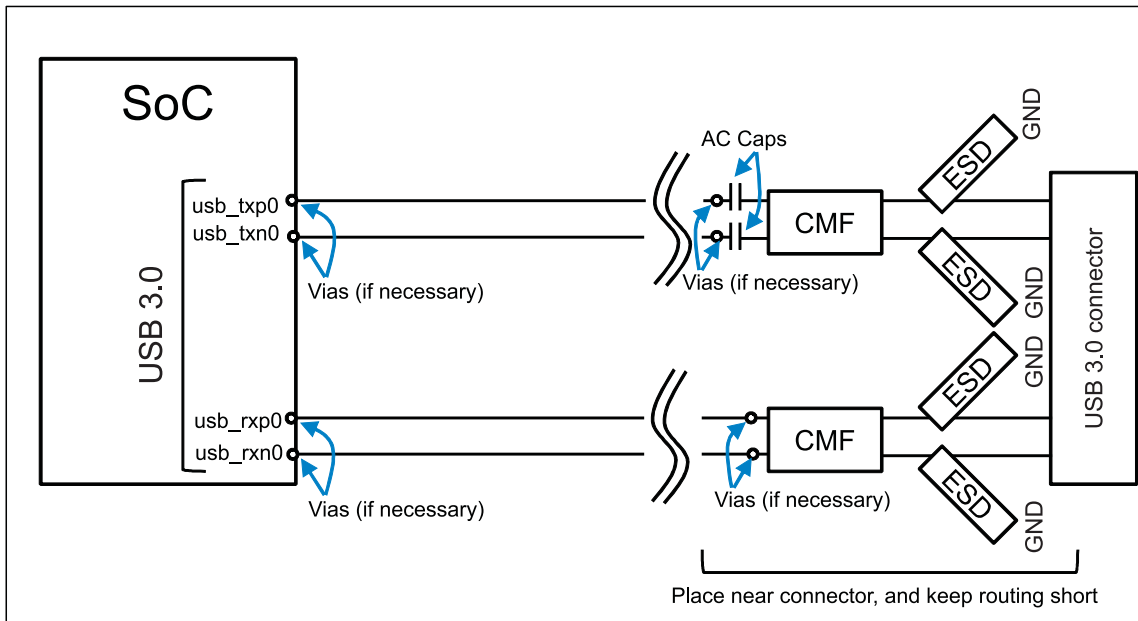 SoC
USB 3.0
usb_txp0
usb_txn0
Vias (if necessary)
usb_rxp0
usb_rxn0
Vias (if necessary)
AC Caps
Vias (if necessary)
CMF
ESD
GND
ESD
GND
Vias (if necessary)
CMF
ESD
GND
ESD
GND
USB 3.0 connector
Place near connector, and keep routing short